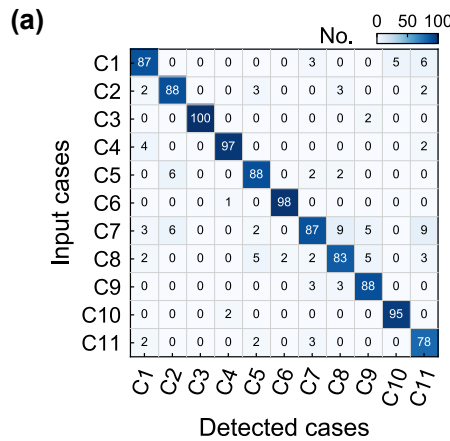 (a)
No. 0 50 100
C1 87 0 0 0 0 0 3 0 0 5 6
C2 2 88 0 0 3 0 0 3 0 0 2
C3 0 0 100 0 0 0 0 0 2 0 0
C4 4 0 0 97 0 0 0 0 0 0 2
C5 0 6 0 0 88 0 2 2 0 0 0
C6 0 0 0 1 0 98 0 0 0 0 0
C7 3 6 0 0 2 0 87 9 5 0 9
C8 2 0 0 0 5 2 2 83 5 0 3
C9 0 0 0 0 0 0 3 3 88 0 0
C10 0 0 0 2 0 0 0 0 0 95 0
C11 2 0 0 0 2 0 3 0 0 0 78
Input cases
C1 C2 C3 C4 C5 C6 C7 C8 C9 C10 C11
Detected cases